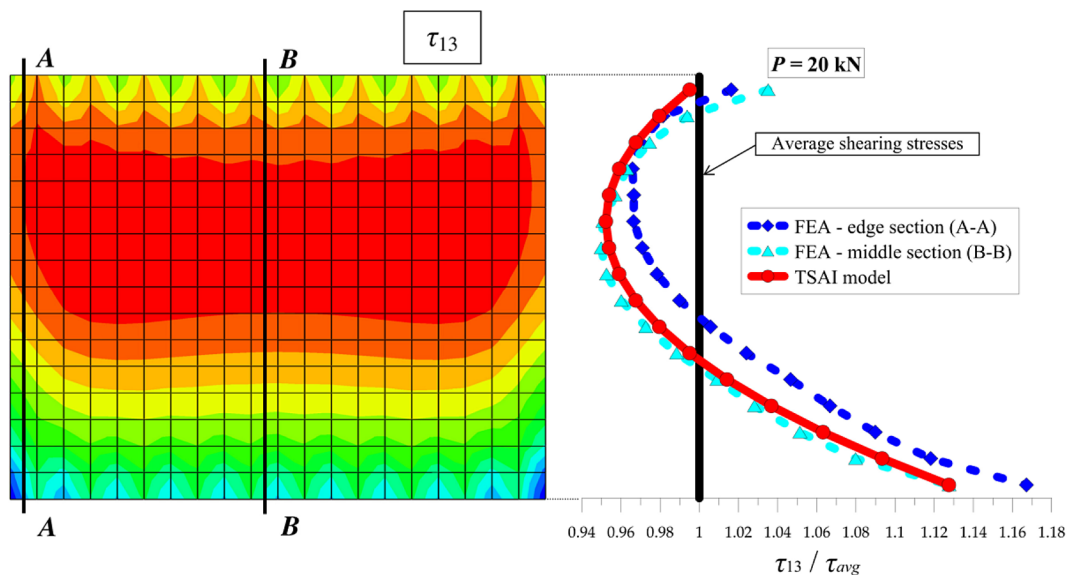 τ13
A
B
P = 20 kN
Average shearing stresses
FEA - edge section (A-A)
FEA - middle section (B-B)
TSAI model
A
B
0.94 0.96 0.98 1 1.02 1.04 1.06 1.08 1.1 1.12 1.14 1.16 1.18
τ13 / τavg